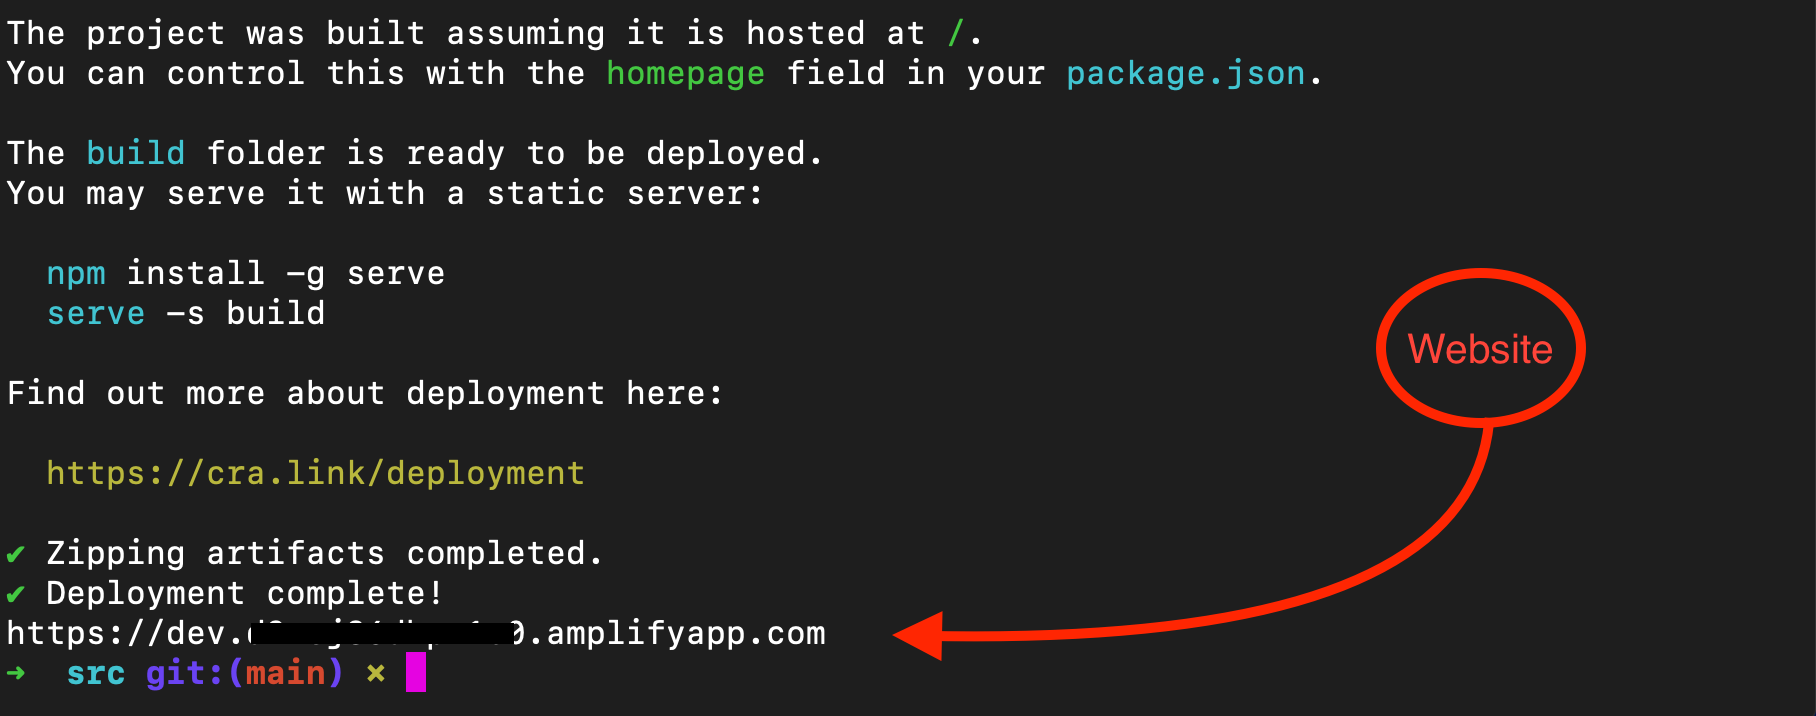 The project was built assuming it is hosted at /.
You can control this with the homepage field in your package.json.
The build folder is ready to be deployed.
You may serve it with a static server:
npm install -g serve
serve -s build
Website
Find out more about deployment here:
https://cra.link/deployment
✔ Zipping artifacts completed.
✔ Deployment complete!
https://dev.
.amplifyapp.com
➜ src git:(main) ✗